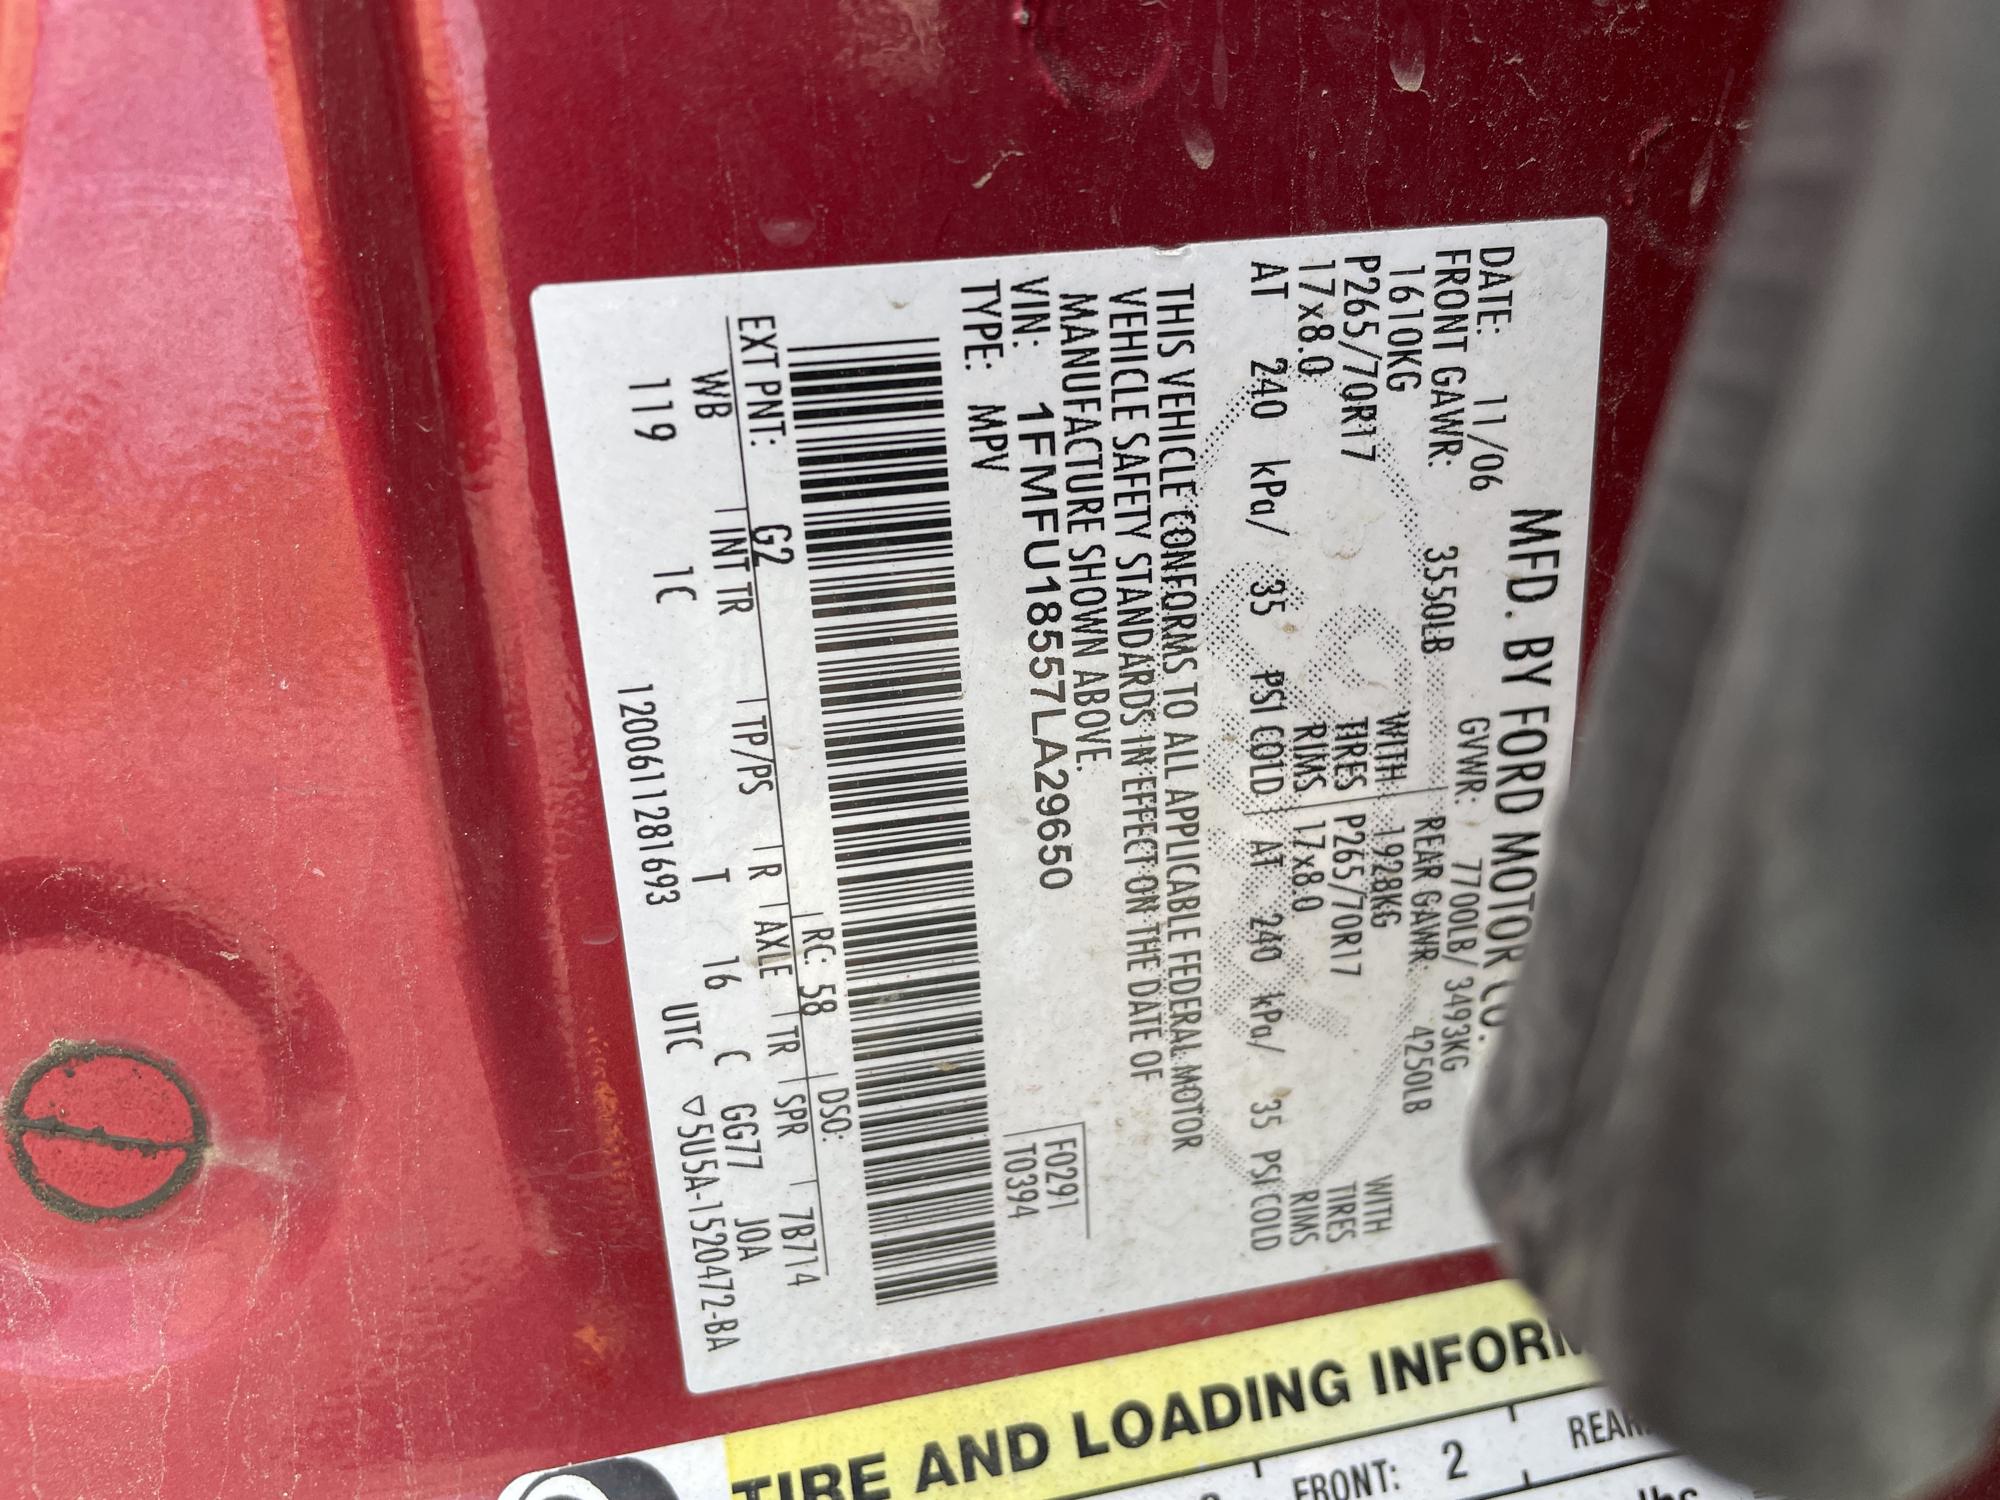 MFD. BY FORD MOTOR CO.
DATE: 11/06 GVWR: 7700LB/ 3493KG
FRONT GAWR: 3550LB REAR GAWR: 4250LB
1610KG WITH 1928KG WITH
P265/70R17 TIRES P265/70R17 TIRES
17x8.0 RIMS 17x8.0 RIMS
AT 240 kPa/ 35 PSI COLD AT 240 kPa/ 35 PSI COLD
THIS VEHICLE CONFORMS TO ALL APPLICABLE FEDERAL MOTOR
VEHICLE SAFETY STANDARDS IN EFFECT ON THE DATE OF
MANUFACTURE SHOWN ABOVE.
VIN: 1FMFU18557LA29650 F0291
TYPE: MPV T0394
EXT PNT: G2 RC: 58 DSO:
WB INT TR TP/PS R AXLE TR SPR 7B714
119 1C T 16 C GG77 J0A
1200611281693 UTC ▽5U5A-1520472-BA
TIRE AND LOADING
FRONT: 2
lbs